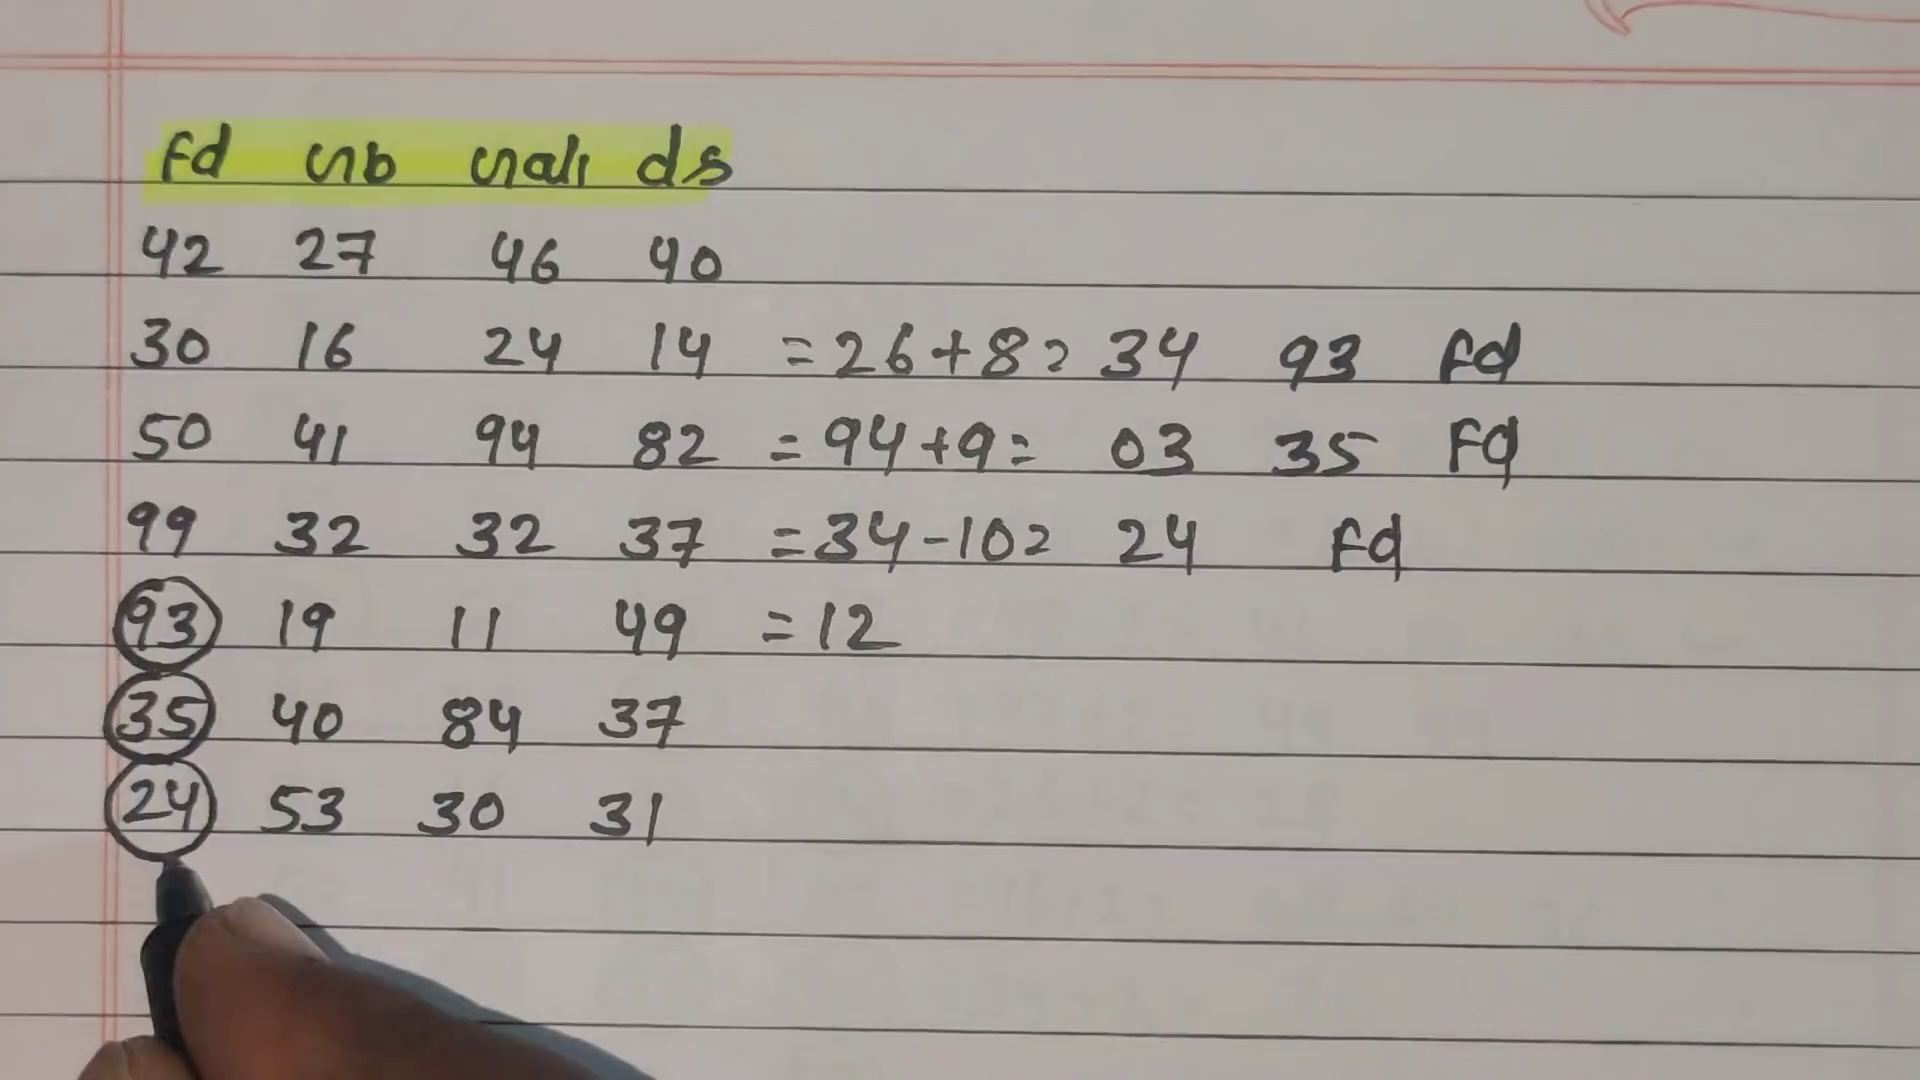 Fd GB Gali ds
42 27 46 40
30 16 24 14 = 26 + 8 = 34 93 Fd
50 41 94 82 = 94 + 9 = 03 35 Fd
99 32 32 37 = 34 - 10 = 24 Fd
93 19 11 49 = 12
35 40 84 37
24 53 30 31